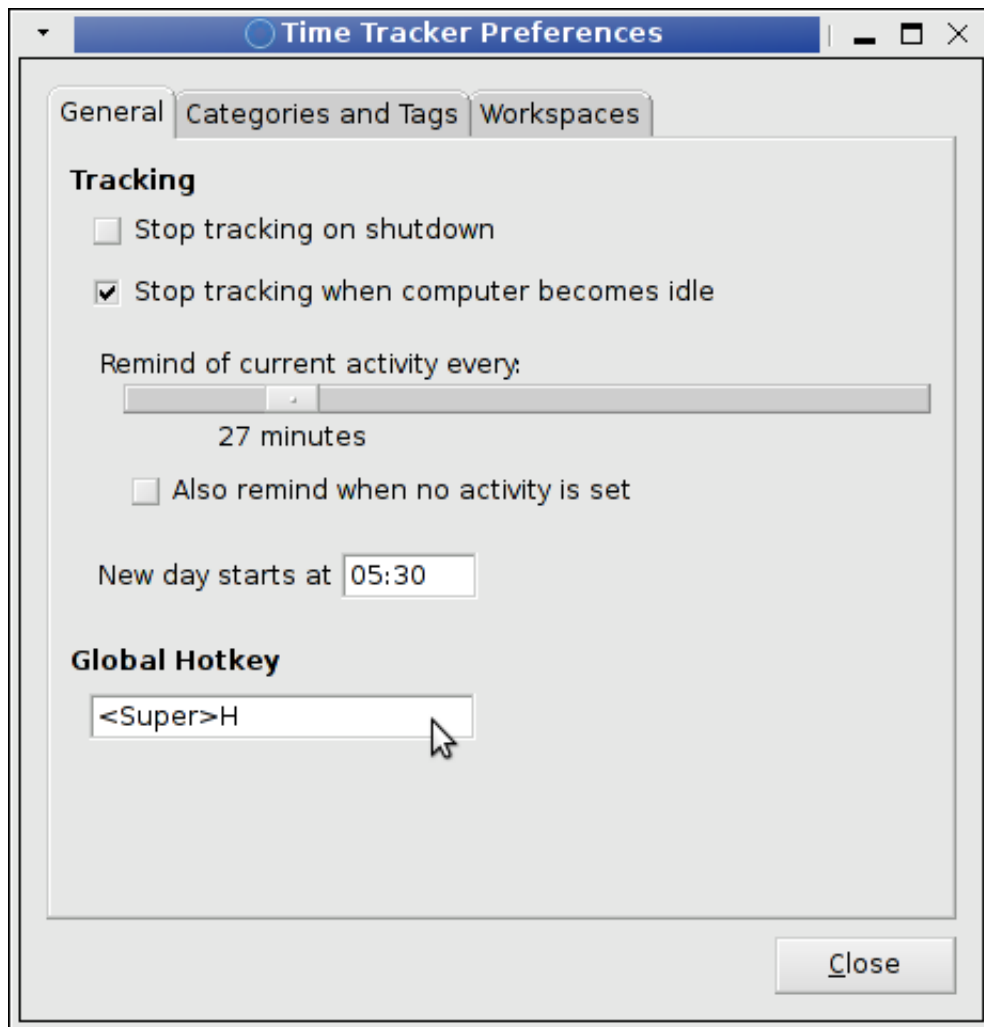 Time Tracker Preferences
General Categories and Tags Workspaces
Tracking
Stop tracking on shutdown
Stop tracking when computer becomes idle
Remind of current activity every:
27 minutes
Also remind when no activity is set
New day starts at 05:30
Global Hotkey
<Super>H
Close